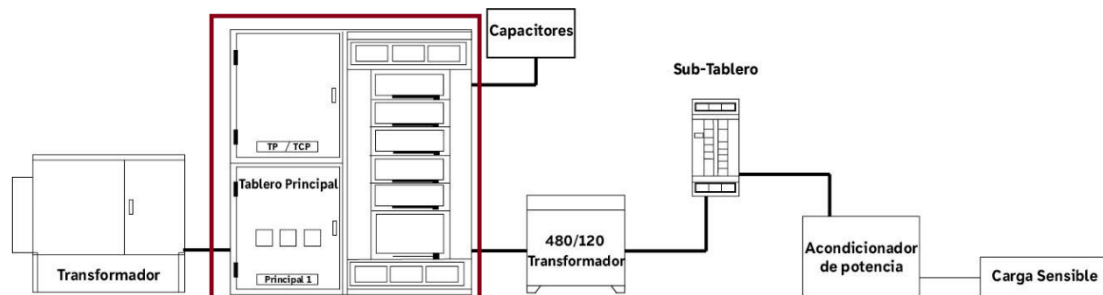 Capacitores
Sub-Tablero
TP / TCP
Tablero Principal
Principal 1
Transformador
480/120
Transformador
Acondicionador
de potencia
Carga Sensible